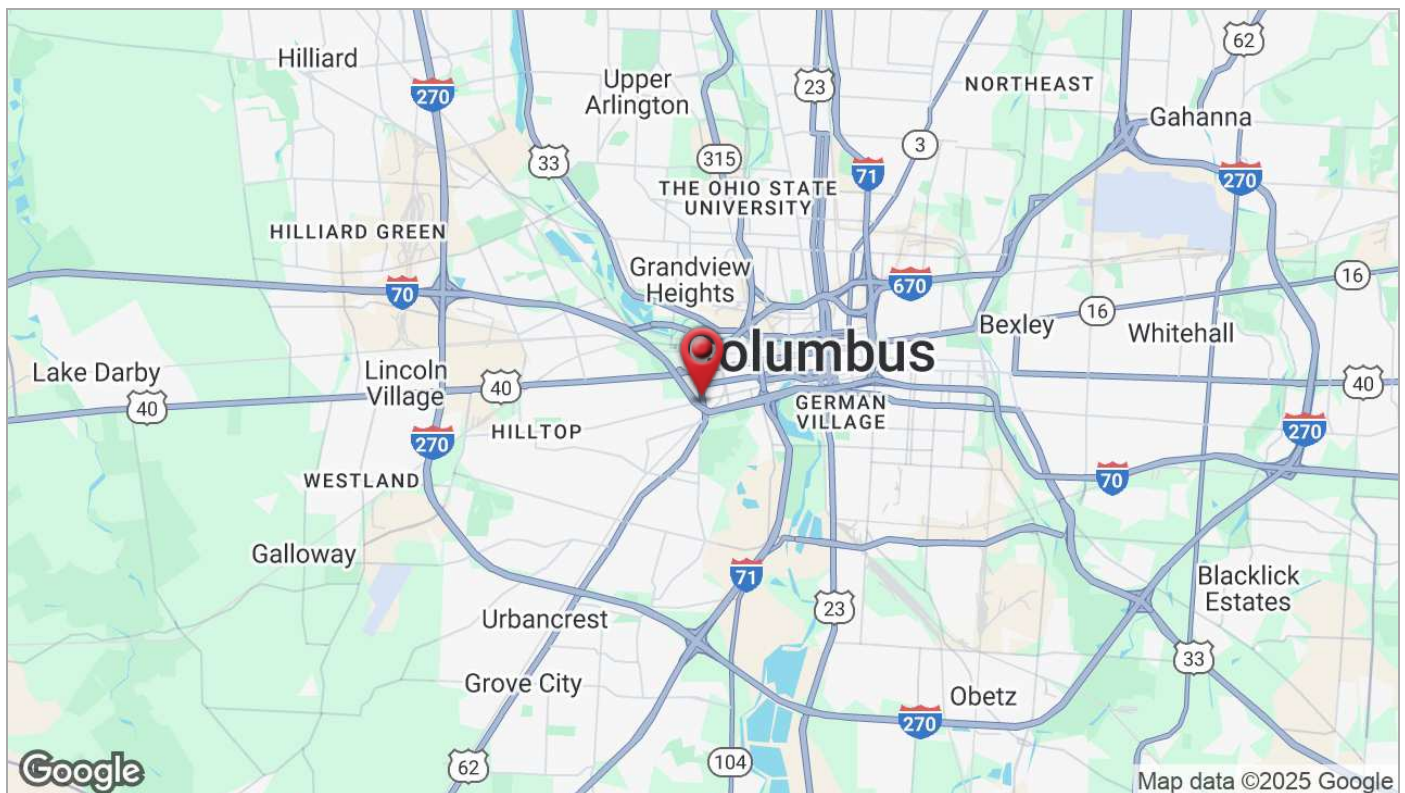 Hilliard
270
Upper
Arlington
23
62
NORTHEAST
Gahanna
33
315
3
71
270
THE OHIO STATE
UNIVERSITY
HILLIARD GREEN
Grandview
Heights
70
670
16
16
Bexley
Whitehall
olumbus
Lake Darby
40
Lincoln
Village
40
40
GERMAN
VILLAGE
HILLTOP
270
270
WESTLAND
70
Galloway
71
23
Blacklick
Estates
Urbancrest
33
Grove City
Obetz
270
62
104
Google
Map data ©2025 Google